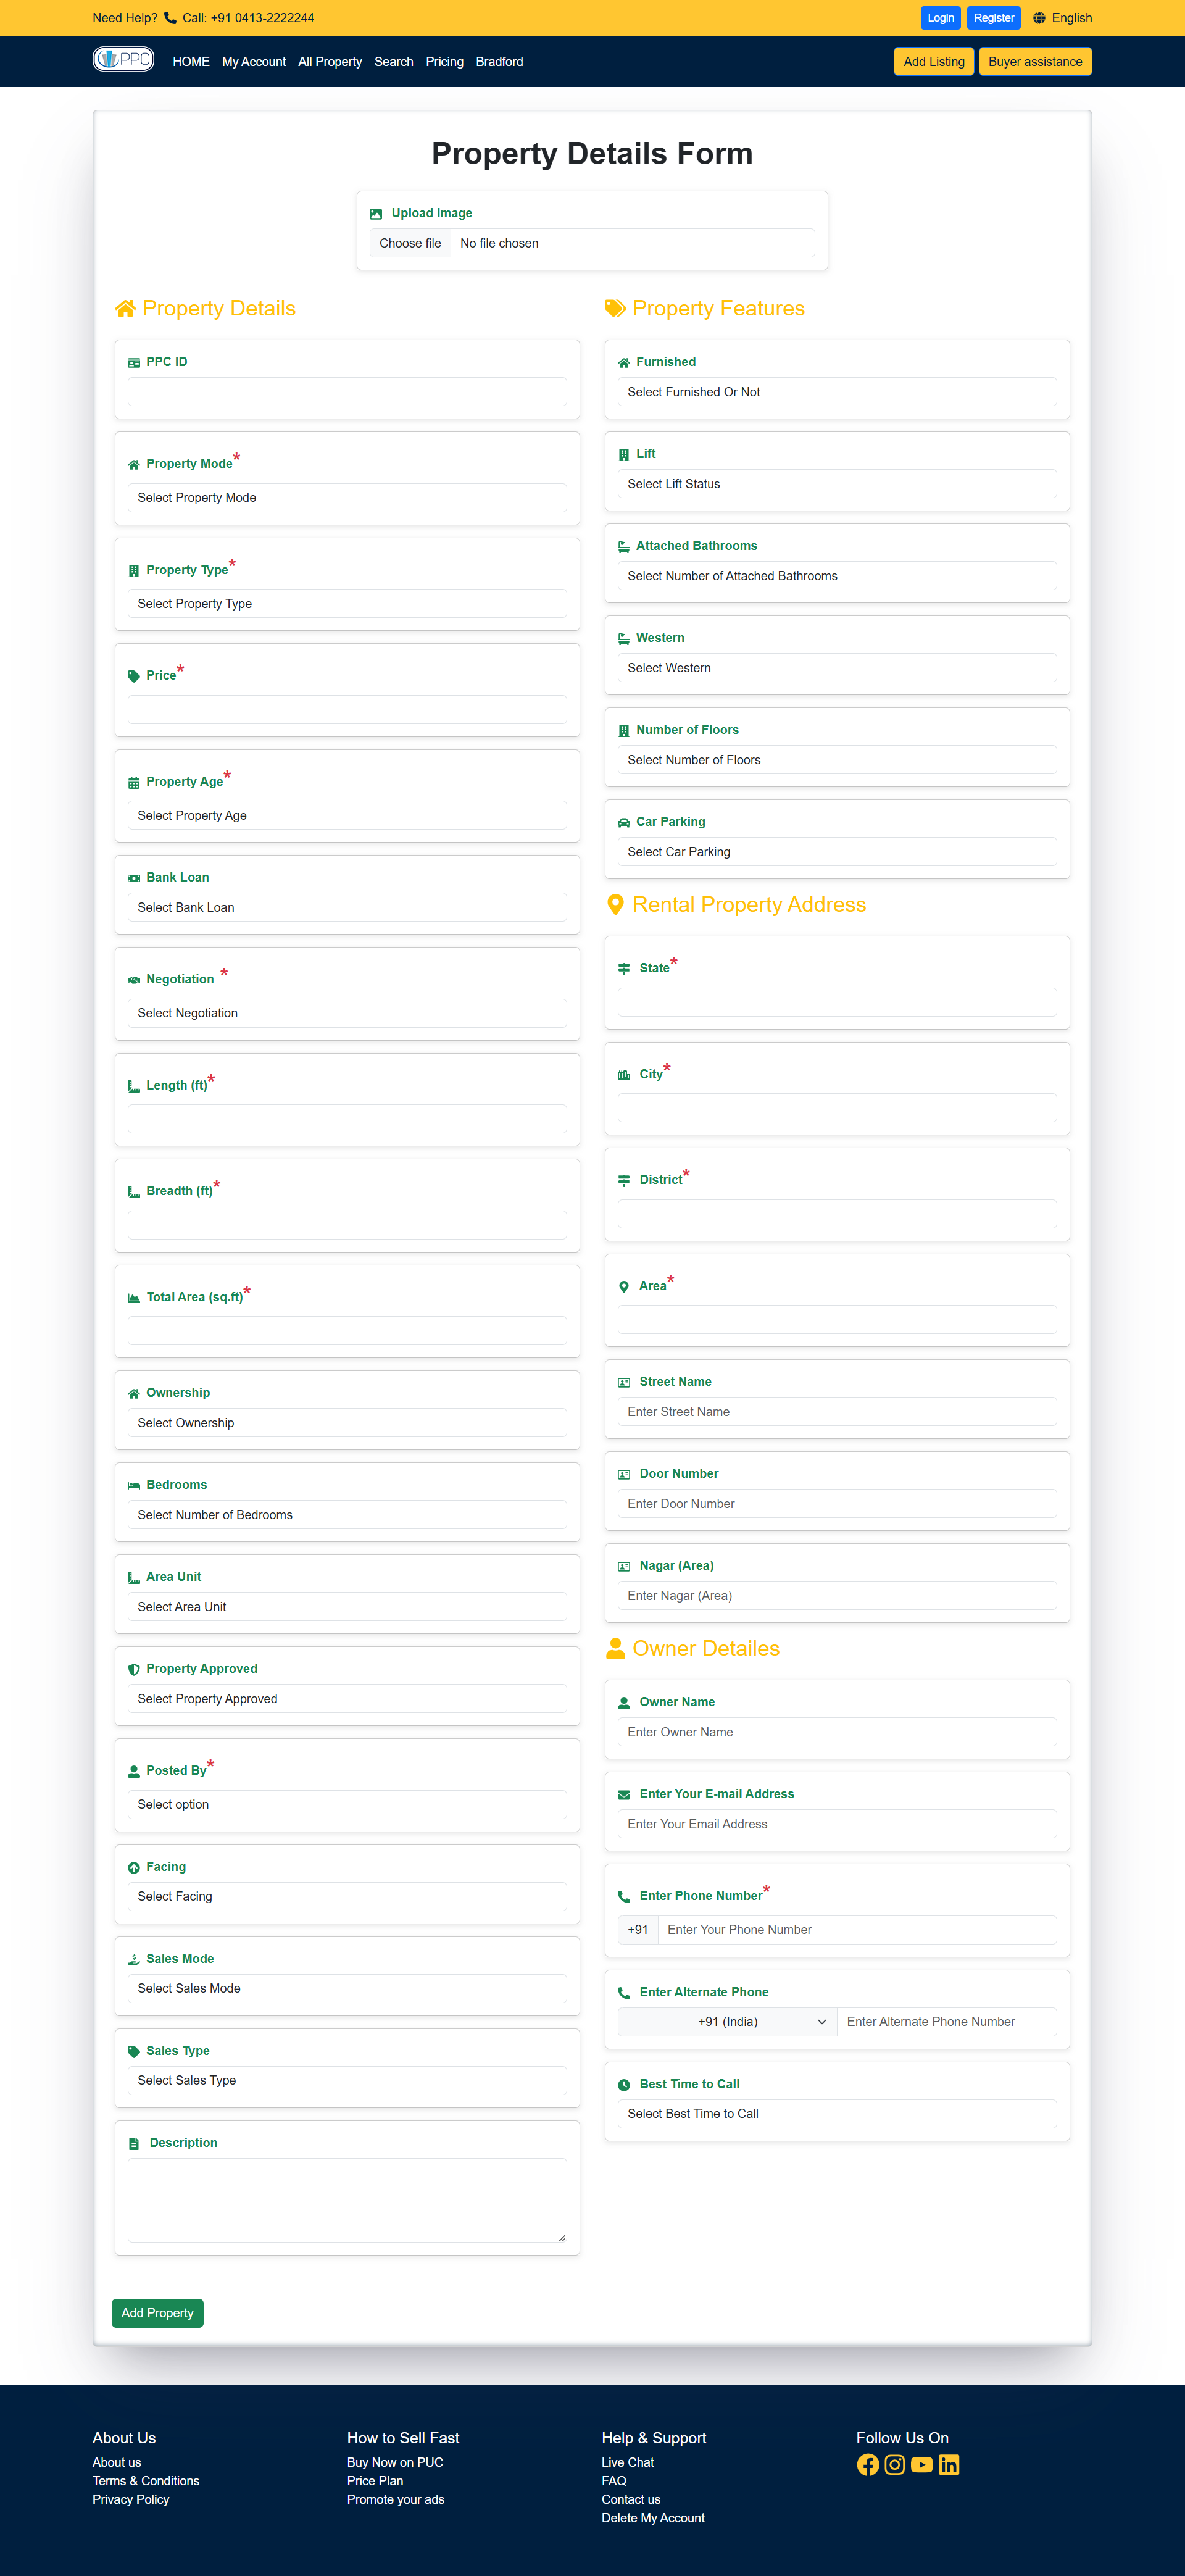 Need Help? Call: +91 0413-2222244
Login Register English
PPC HOME My Account All Property Search Pricing Bradford
Add Listing Buyer assistance
Property Details Form
Upload Image
Choose file No file chosen
Property Details
PPC ID
Property Mode*
Select Property Mode
Property Type*
Select Property Type
Price*
Property Age*
Select Property Age
Bank Loan
Select Bank Loan
Negotiation *
Select Negotiation
Length (ft)*
Breadth (ft)*
Total Area (sq.ft)*
Ownership
Select Ownership
Bedrooms
Select Number of Bedrooms
Area Unit
Select Area Unit
Property Approved
Select Property Approved
Posted By*
Select option
Facing
Select Facing
Sales Mode
Select Sales Mode
Sales Type
Select Sales Type
Description
Property Features
Furnished
Select Furnished Or Not
Lift
Select Lift Status
Attached Bathrooms
Select Number of Attached Bathrooms
Western
Select Western
Number of Floors
Select Number of Floors
Car Parking
Select Car Parking
Rental Property Address
State*
City*
District*
Area*
Street Name
Enter Street Name
Door Number
Enter Door Number
Nagar (Area)
Enter Nagar (Area)
Owner Detailes
Owner Name
Enter Owner Name
Enter Your E-mail Address
Enter Your Email Address
Enter Phone Number*
+91 Enter Your Phone Number
Enter Alternate Phone
+91 (India) Enter Alternate Phone Number
Best Time to Call
Select Best Time to Call
Add Property
About Us
About us
Terms & Conditions
Privacy Policy
How to Sell Fast
Buy Now on PUC
Price Plan
Promote your ads
Help & Support
Live Chat
FAQ
Contact us
Delete My Account
Follow Us On